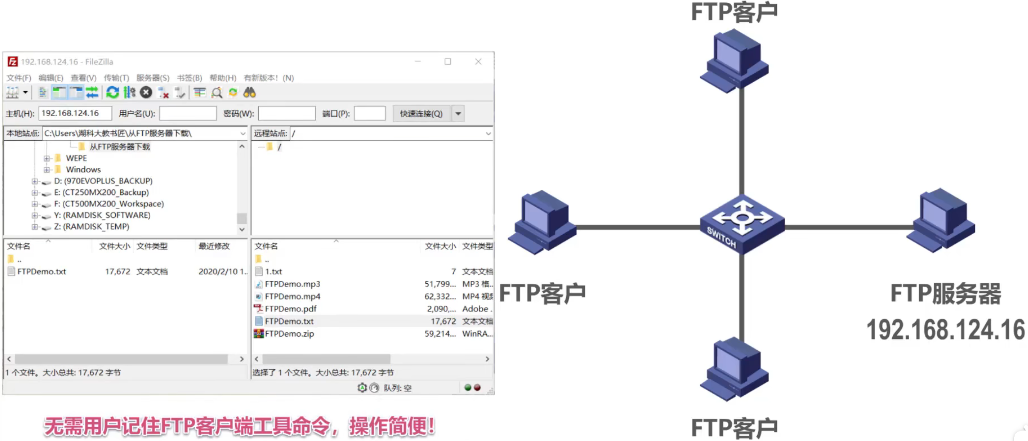 FTP客户
192.168.124.16 - FileZilla
文件(F) 编辑(E) 查看(V) 传输(T) 服务器(S) 书签(B) 帮助(H) 有新版本! (N)
主机(H): 192.168.124.16 用户名(U): 密码(W): 端口(P): 快速连接(Q)
本地站点: C:\Users\湖科大教书匠\从FTP服务器下载\
远程站点: /
从FTP服务器下载
WEPE
Windows
D: (970EVOPLUS_BACKUP)
E: (CT250MX200_Backup)
F: (CT500MX200_Workspace)
Y: (RAMDISK_SOFTWARE)
Z: (RAMDISK_TEMP)
/
文件名 文件大小 文件类型 最近修改
..
FTPDemo.txt 17,672 文本文档 2020/2/10 1...
1 个文件。大小总共: 17,672 字节
文件名 文件大小 文件类型
..
1.txt 7 文本文档
FTPDemo.mp3 51,799... MP3 格...
FTPDemo.mp4 62,332... MP4 视频
FTPDemo.pdf 2,090,... Adobe ...
FTPDemo.txt 17,672 文本文档
FTPDemo.zip 59,214... WinRA...
选择了 1 个文件。大小总共: 17,672 字节
队列: 空
无需用户记住FTP客户端工具命令，操作简便！
SWITCH
FTP客户
FTP服务器
192.168.124.16
FTP客户